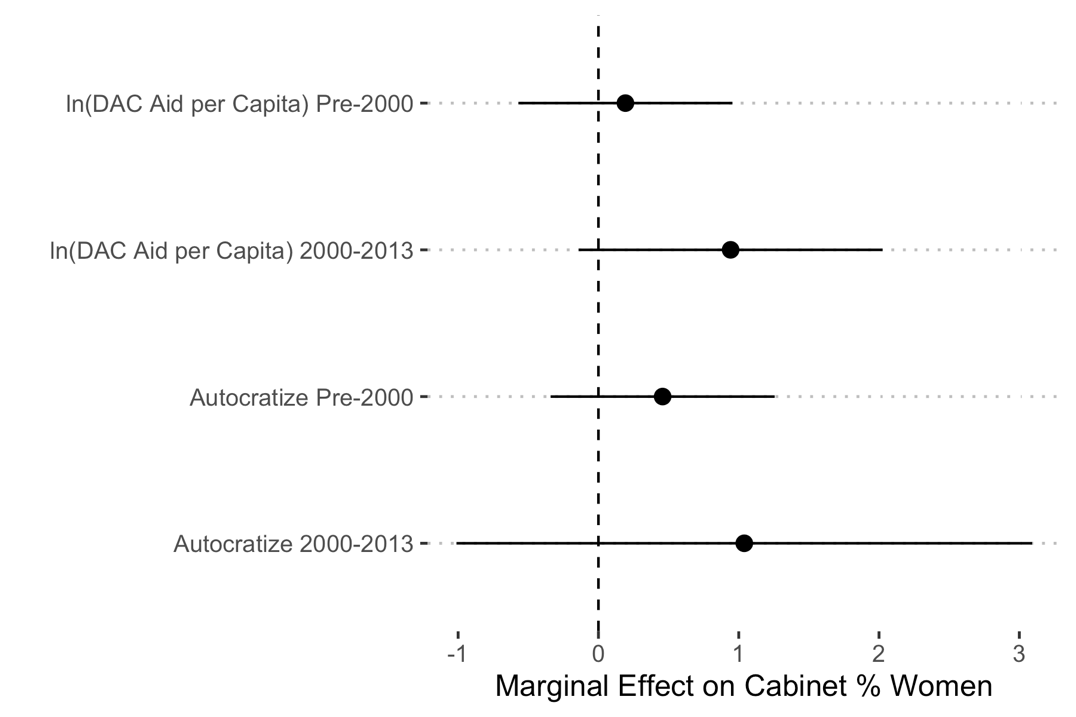 ln(DAC Aid per Capita) Pre-2000
ln(DAC Aid per Capita) 2000-2013
Autocratize Pre-2000
Autocratize 2000-2013
-1 0 1 2 3
Marginal Effect on Cabinet % Women